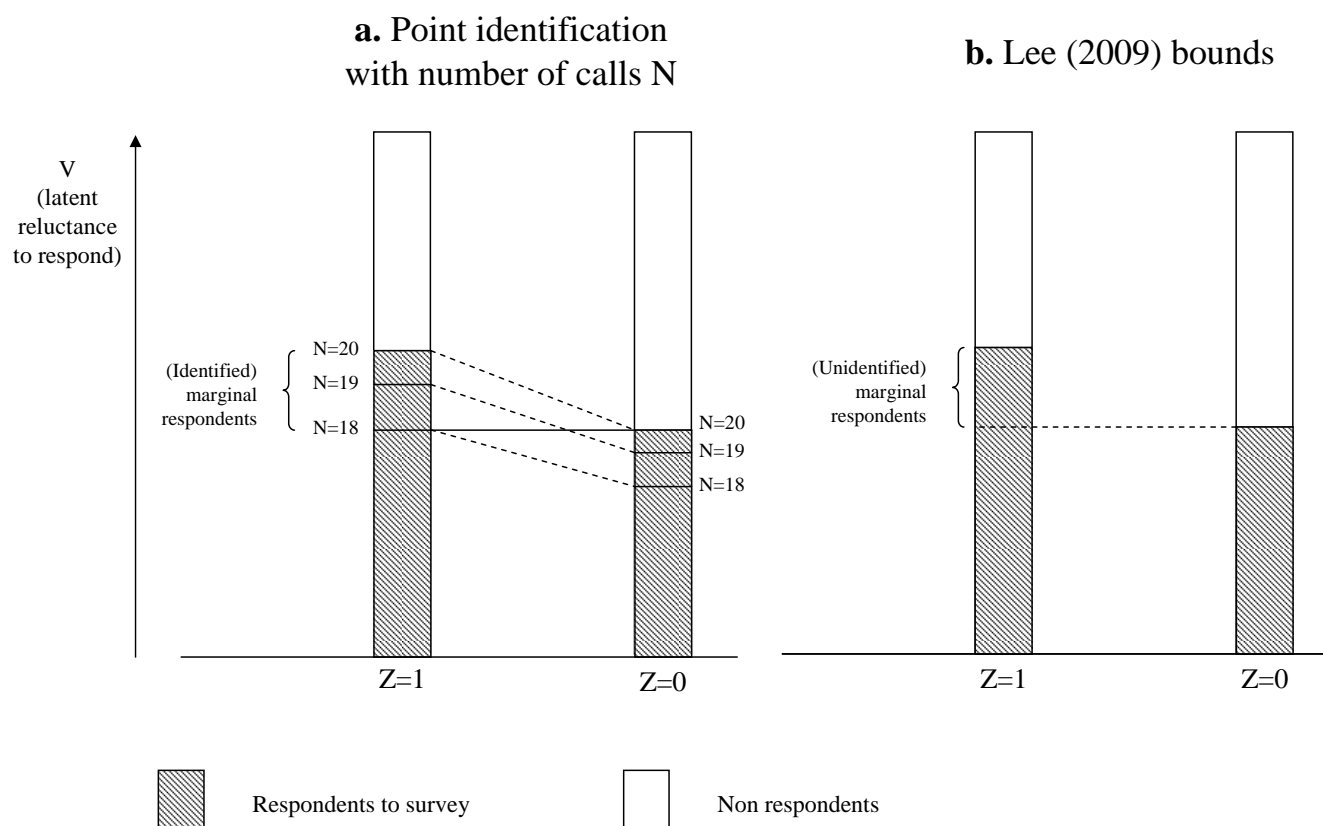 a. Point identification
with number of calls N
b. Lee (2009) bounds
V
(latent
reluctance
to respond)
N=20
(Identified)
marginal
respondents
N=19
N=18
N=20
N=19
N=18
(Unidentified)
marginal
respondents
Z=1
Z=0
Z=1
Z=0
Respondents to survey
Non respondents